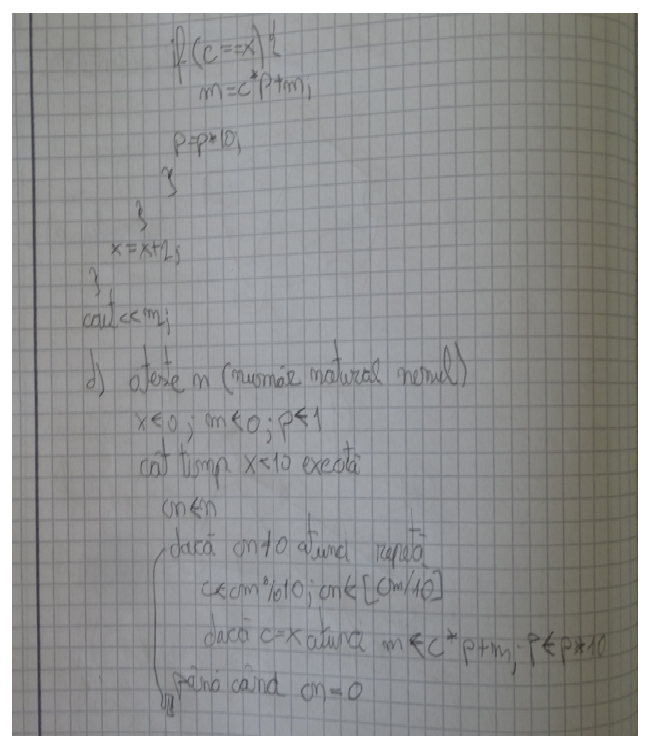 if (c==x) {
m=c*p+m;
p=p*10;
}
}
x=x+1;
}
cout<<m;
d) citește n (număr natural nenul)
x←0; m←0; p←1
cât timp x<10 execută
cn←n
dacă cn≠0 atunci repetă
c←cn%10; cn←[cn/10]
dacă c=x atunci m←c*p+m; p←p*10
până când cn=0